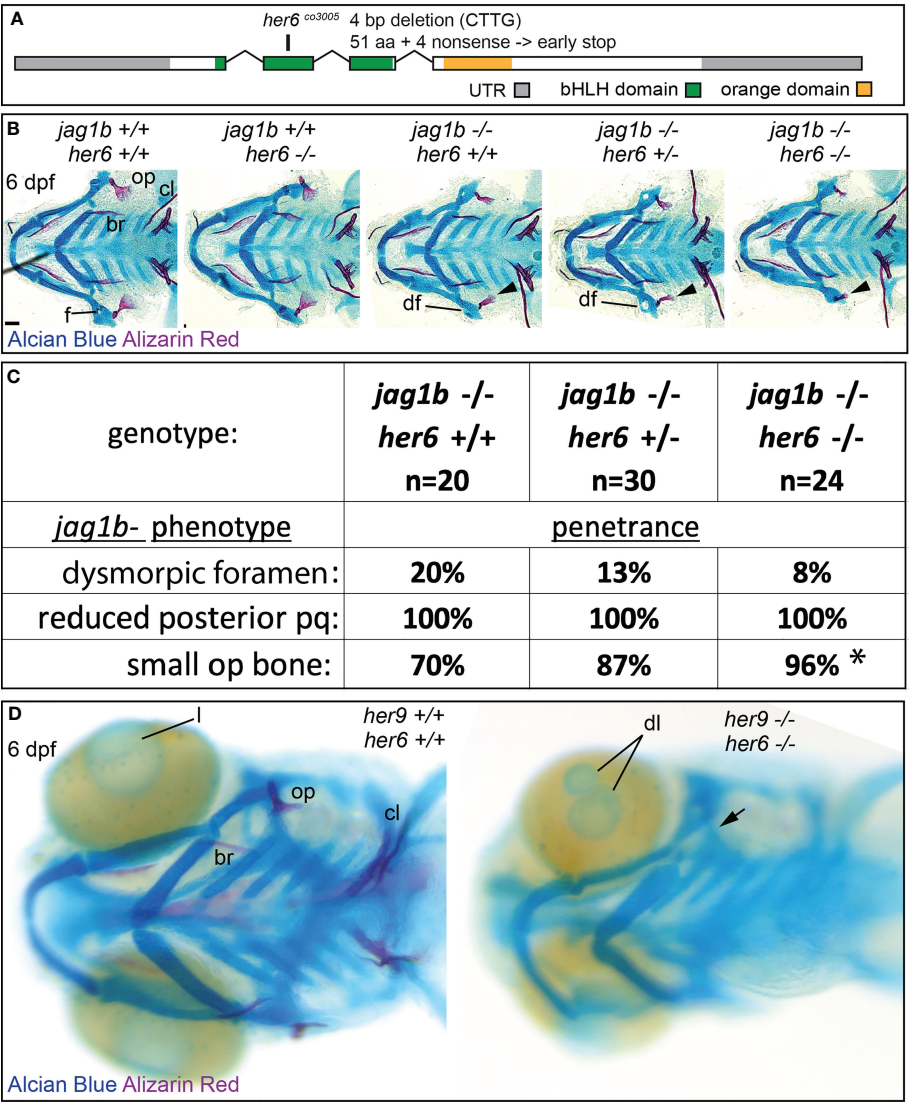 A
her6 co3005 4 bp deletion (CTTG)
51 aa + 4 nonsense -> early stop
UTR bHLH domain orange domain
B
jag1b +/+ jag1b +/+ jag1b -/- jag1b -/- jag1b -/-
her6 +/+ her6 -/- her6 +/+ her6 +/- her6 -/-
6 dpf op cl
br
f df df
Alcian Blue Alizarin Red
C
genotype:
jag1b -/-
her6 +/+
n=20
jag1b -/-
her6 +/-
n=30
jag1b -/-
her6 -/-
n=24
jag1b- phenotype penetrance
dysmorpic foramen: 20% 13% 8%
reduced posterior pq: 100% 100% 100%
small op bone: 70% 87% 96% *
D
6 dpf
l
her9 +/+
her6 +/+
op
cl
br
dl
her9 -/-
her6 -/-
Alcian Blue Alizarin Red